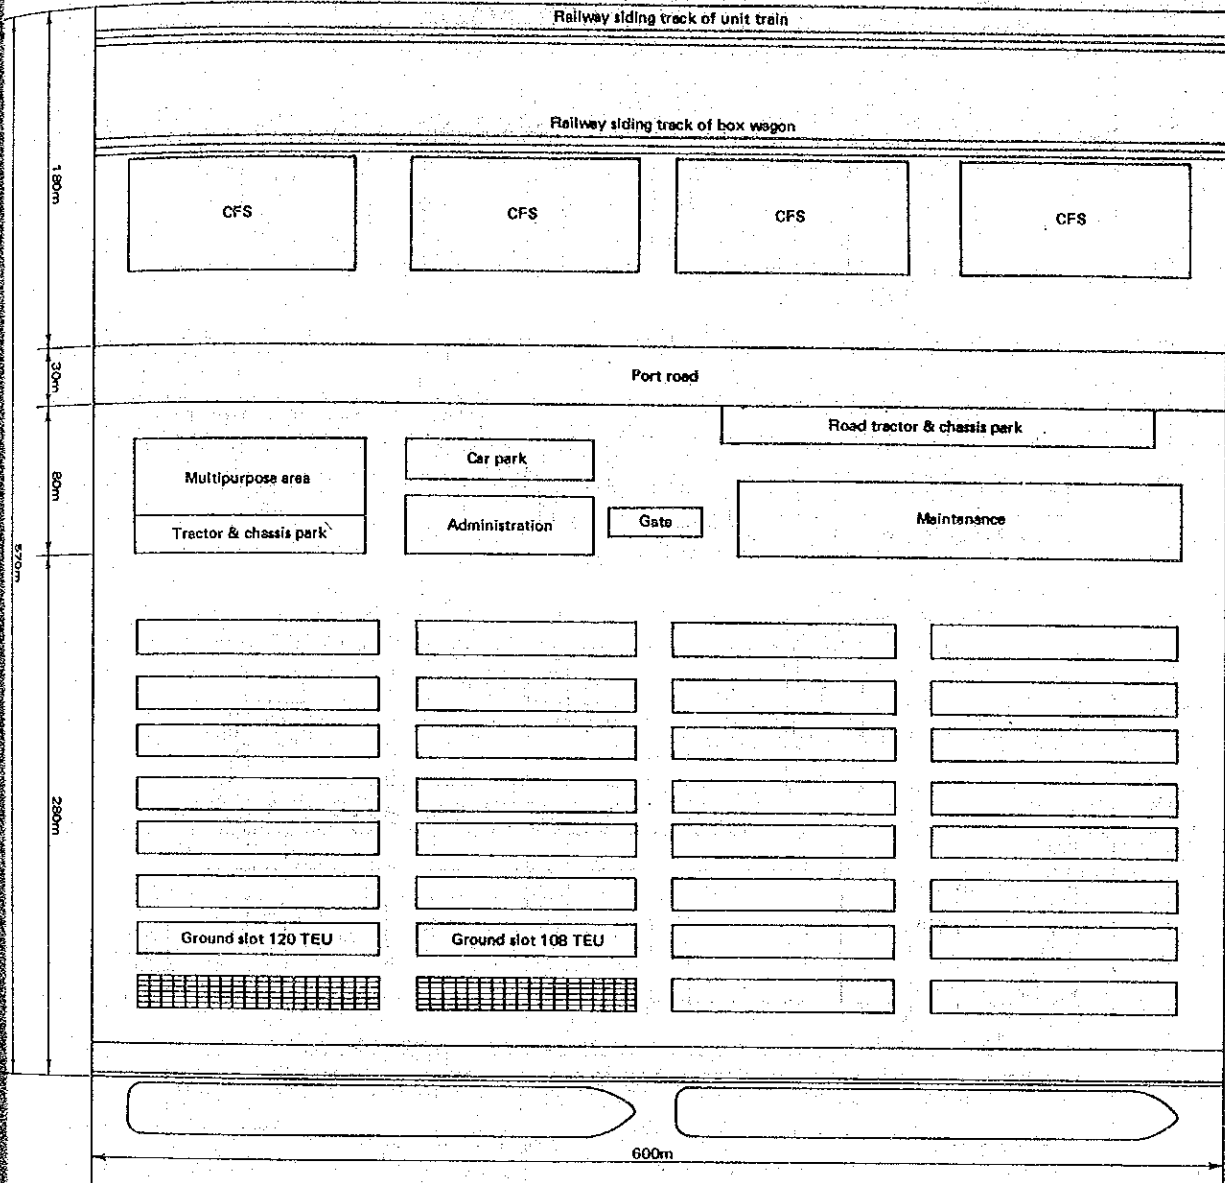 Railway siding track of unit train
Railway siding track of box wagon
180m
CFS
CFS
CFS
CFS
30m
Port road
Road tractor & chassis park
80m
Multipurpose area
Car park
Tractor & chassis park
Administration
Gate
Maintenance
570m
280m
Ground slot 120 TEU
Ground slot 108 TEU
600m